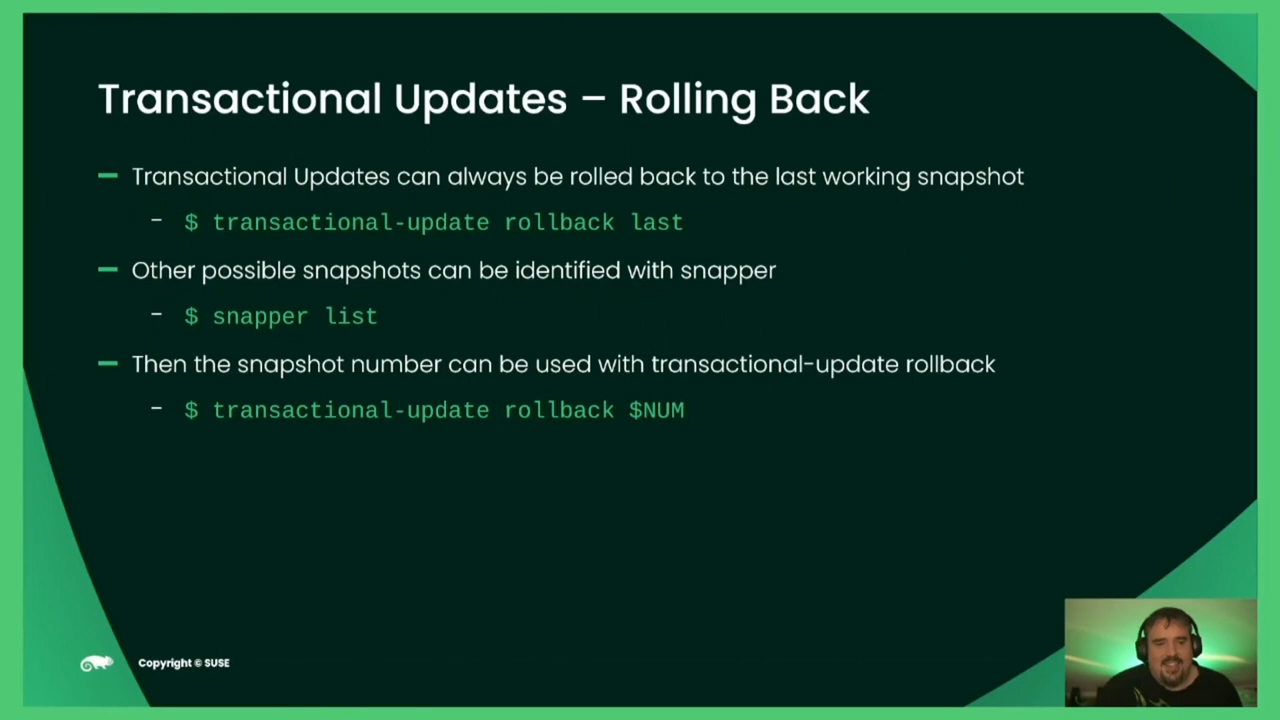 Transactional Updates – Rolling Back
Transactional Updates can always be rolled back to the last working snapshot
- $ transactional-update rollback last
Other possible snapshots can be identified with snapper
- $ snapper list
Then the snapshot number can be used with transactional-update rollback
- $ transactional-update rollback $NUM
Copyright © SUSE